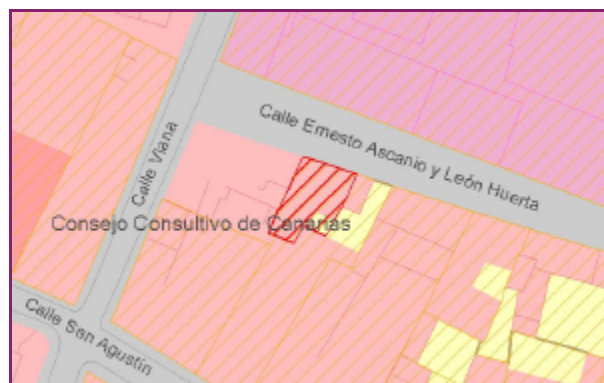 Calle Ernesto Ascanio y León Huerta
Calle Viana
Consejo Consultivo de Canarias
Calle San Agustín